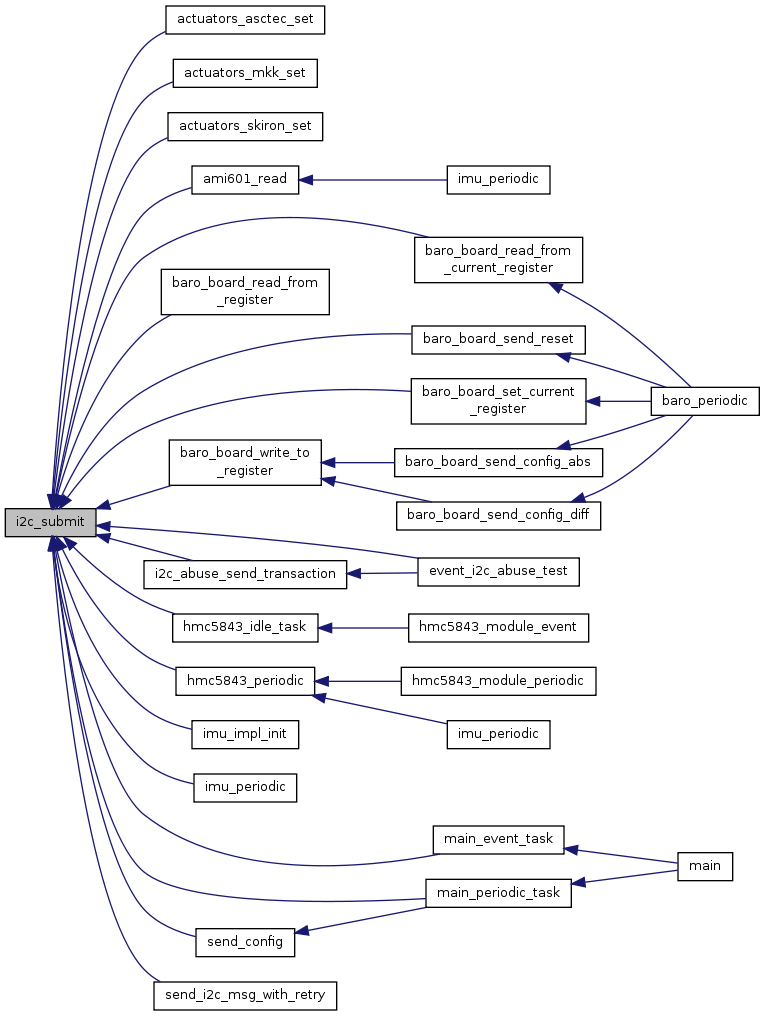 actuators_asctec_set
actuators_mkk_set
actuators_skiron_set
ami601_read
imu_periodic
baro_board_read_from
_current_register
baro_board_read_from
_register
baro_board_send_reset
baro_board_set_current
_register
baro_periodic
baro_board_write_to
_register
baro_board_send_config_abs
baro_board_send_config_diff
i2c_submit
i2c_abuse_send_transaction
event_i2c_abuse_test
hmc5843_idle_task
hmc5843_module_event
hmc5843_periodic
hmc5843_module_periodic
imu_impl_init
imu_periodic
imu_periodic
main_event_task
main
main_periodic_task
send_config
send_i2c_msg_with_retry